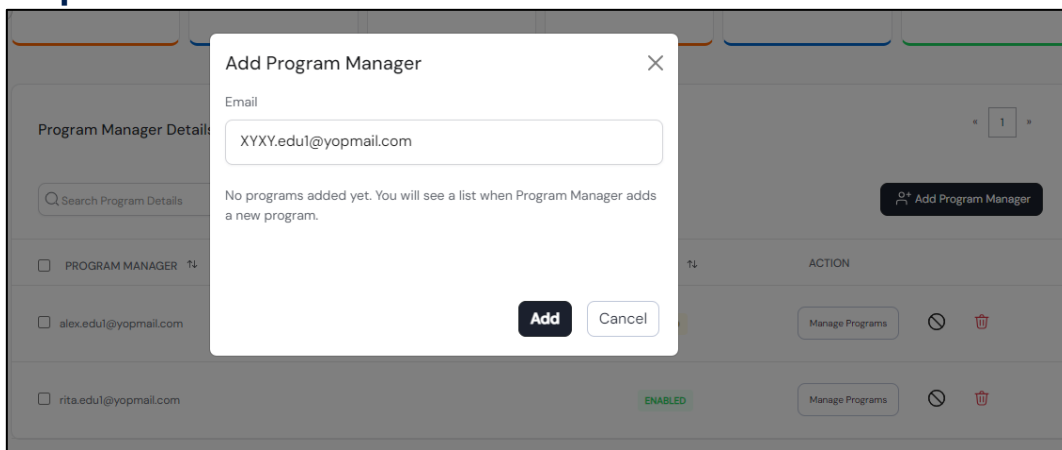 Add Program Manager
Email
Program Manager Details
XYXY.edu1@yopmail.com
« 1 »
No programs added yet. You will see a list when Program Manager adds
a new program.
Search Program Details
Add Program Manager
PROGRAM MANAGER
ACTION
Add Cancel
alex.edu1@yopmail.com
Manage Programs
rita.edu1@yopmail.com
ENABLED
Manage Programs